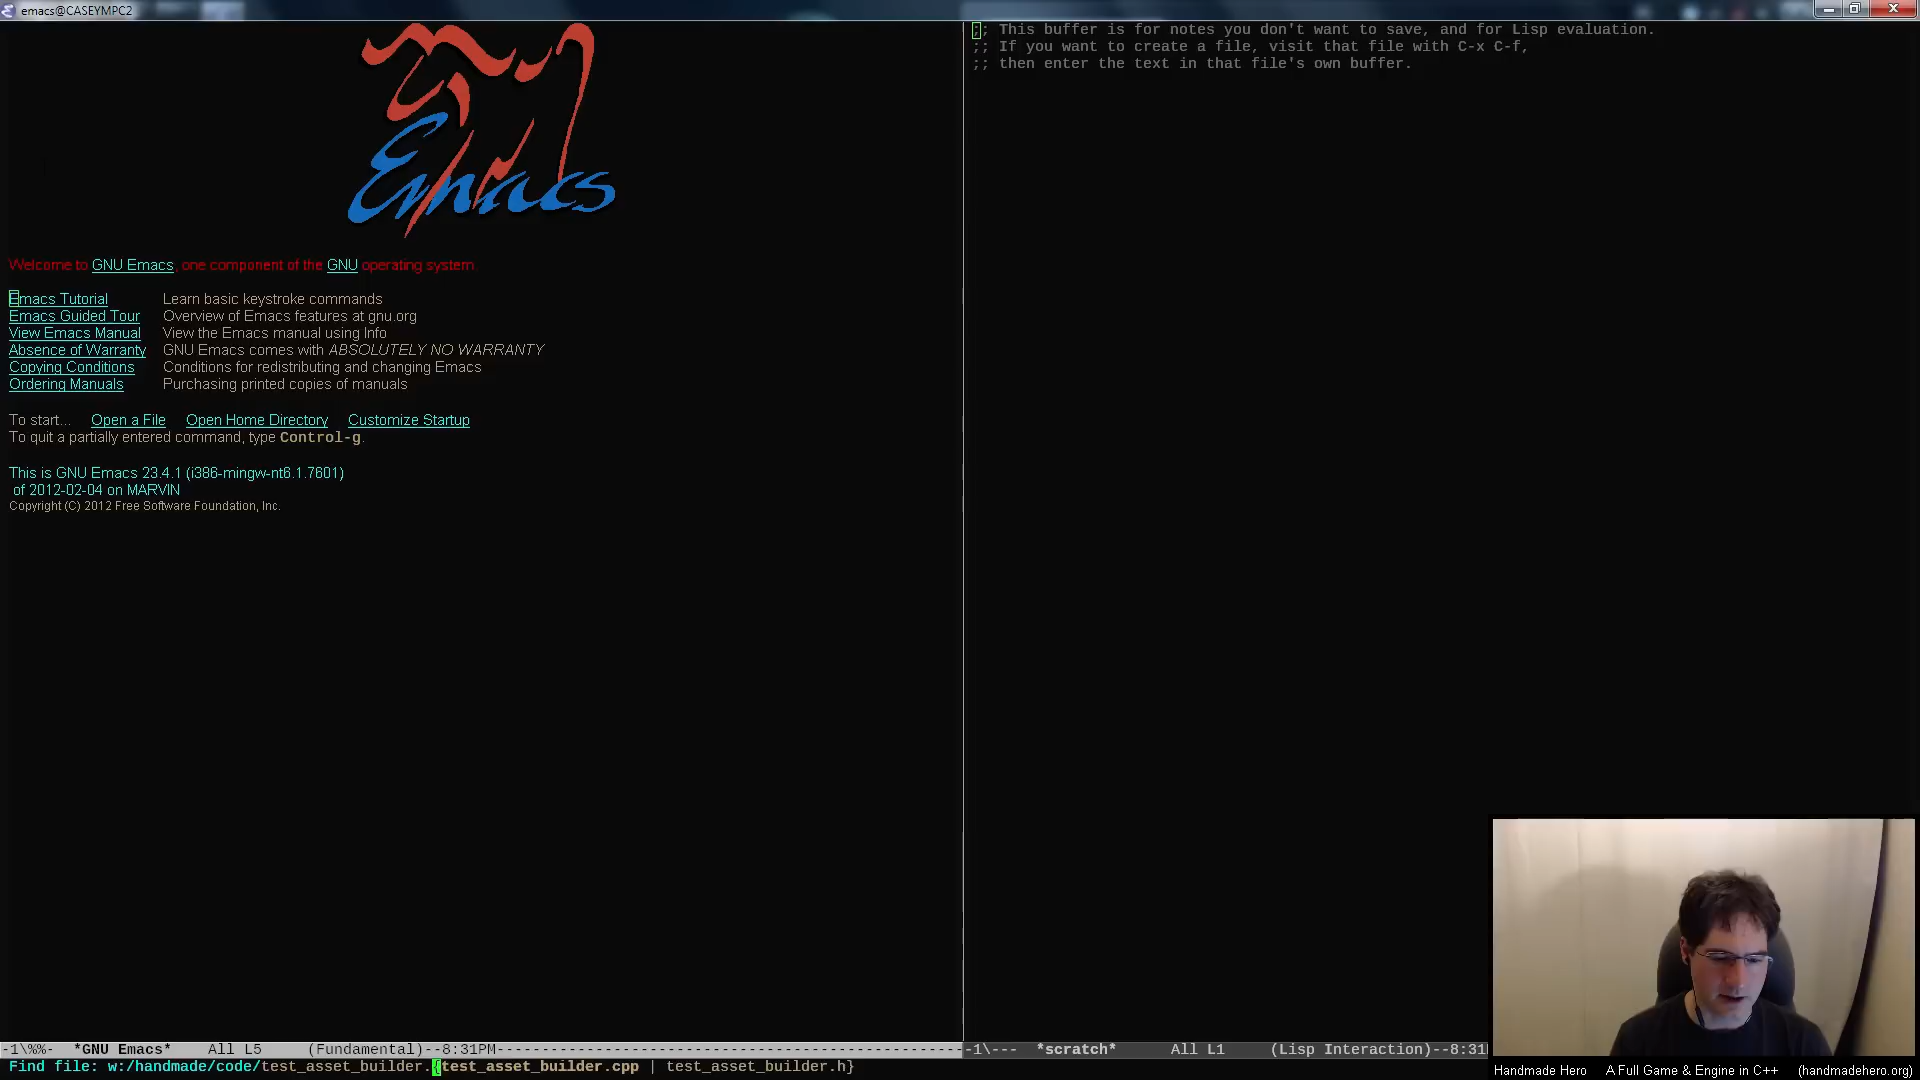 emacs@CASEYMPC2
Emacs
Welcome to GNU Emacs, one component of the GNU operating system.
Emacs Tutorial Learn basic keystroke commands
Emacs Guided Tour Overview of Emacs features at gnu.org
View Emacs Manual View the Emacs manual using Info
Absence of Warranty GNU Emacs comes with ABSOLUTELY NO WARRANTY
Copying Conditions Conditions for redistributing and changing Emacs
Ordering Manuals Purchasing printed copies of manuals
To start... Open a File Open Home Directory Customize Startup
To quit a partially entered command, type Control-g.
This is GNU Emacs 23.4.1 (i386-mingw-nt6.1.7601)
of 2012-02-04 on MARVIN
Copyright (C) 2012 Free Software Foundation, Inc.
;; This buffer is for notes you don't want to save, and for Lisp evaluation.
;; If you want to create a file, visit that file with C-x C-f,
;; then enter the text in that file's own buffer.
-1\%%- *GNU Emacs* All L5 (Fundamental)--8:31PM
-1\--- *scratch* All L1 (Lisp Interaction)--8:31
Find file: w:/handmade/code/test_asset_builder.{test_asset_builder.cpp | test_asset_builder.h}
Handmade Hero A Full Game & Engine in C++ (handmadehero.org)